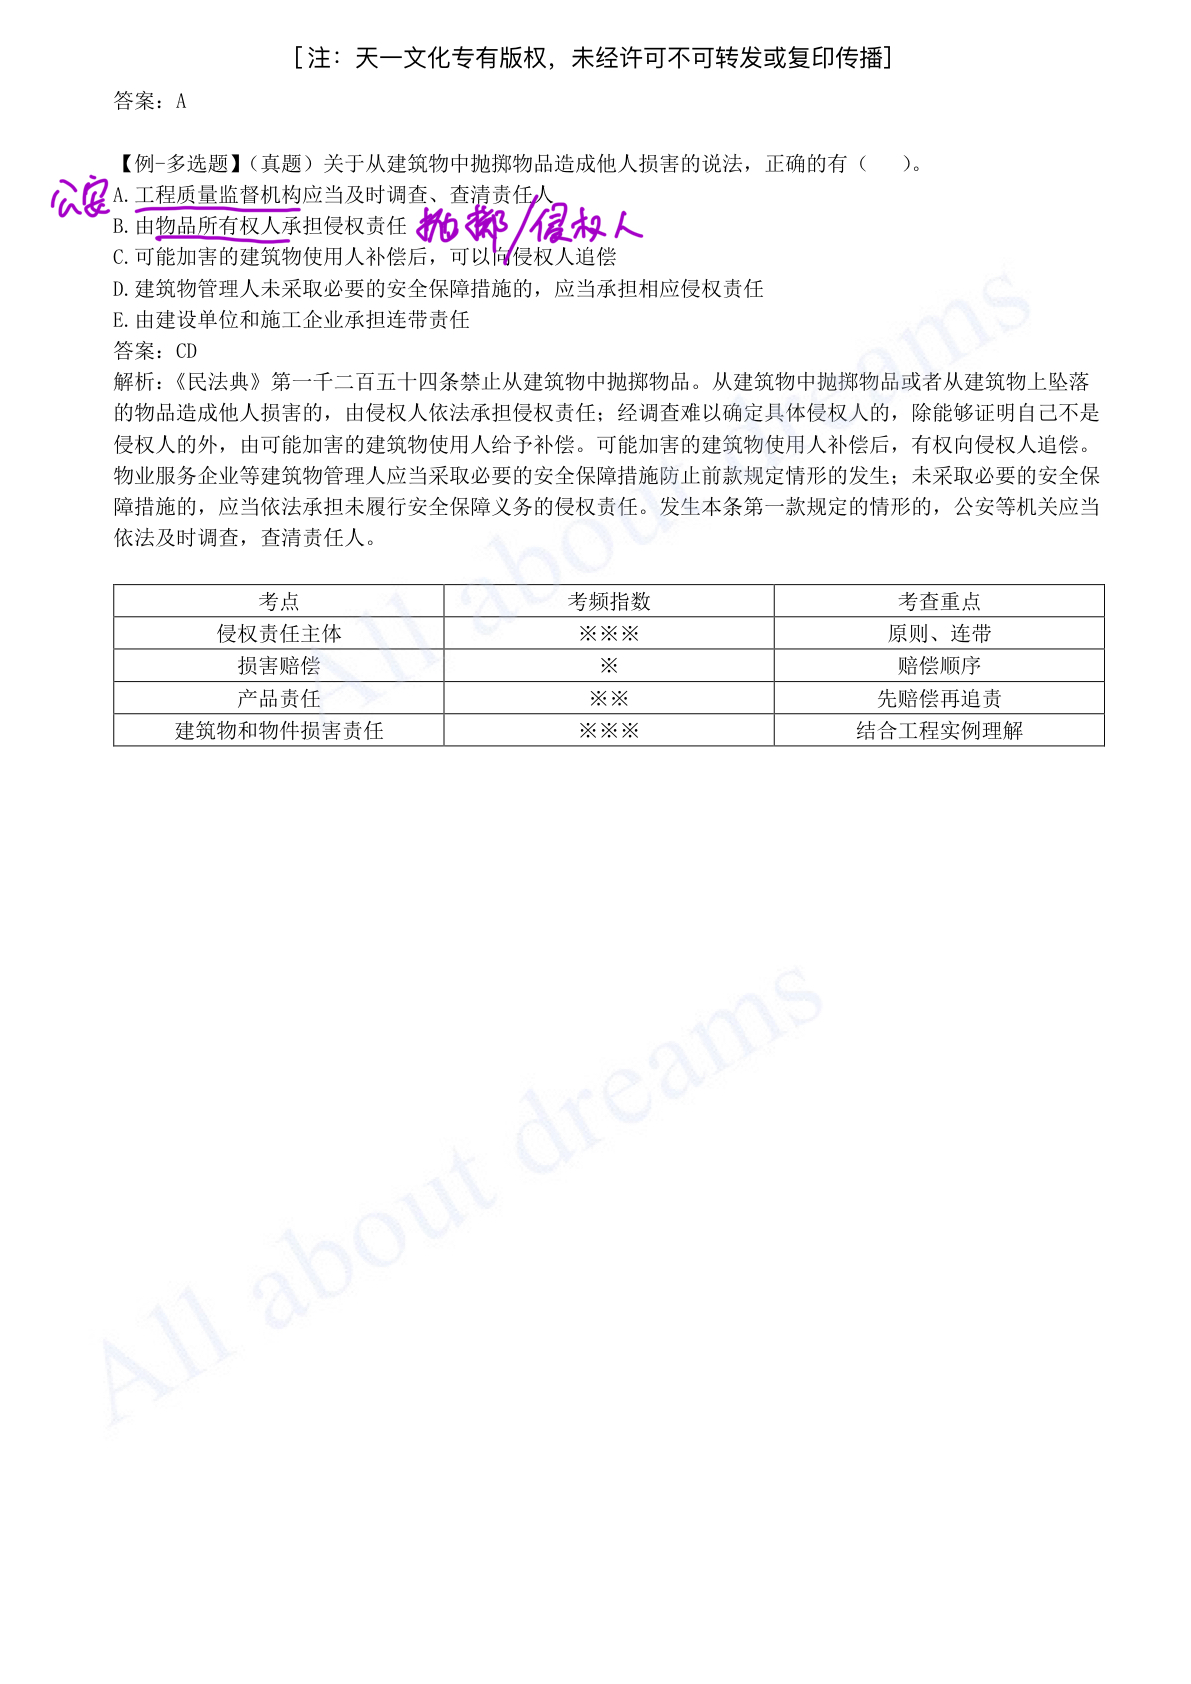 [注：天一文化专有版权，未经许可不可转发或复印传播]
答案：A
【例-多选题】（真题）关于从建筑物中抛掷物品造成他人损害的说法，正确的有（　　）。
公安 A.工程质量监督机构应当及时调查、查清责任人
B.由物品所有权人承担侵权责任 抛掷/侵权人
C.可能加害的建筑物使用人补偿后，可以向侵权人追偿
D.建筑物管理人未采取必要的安全保障措施的，应当承担相应侵权责任
E.由建设单位和施工企业承担连带责任
答案：CD
解析：《民法典》第一千二百五十四条禁止从建筑物中抛掷物品。从建筑物中抛掷物品或者从建筑物上坠落
的物品造成他人损害的，由侵权人依法承担侵权责任；经调查难以确定具体侵权人的，除能够证明自己不是
侵权人的外，由可能加害的建筑物使用人给予补偿。可能加害的建筑物使用人补偿后，有权向侵权人追偿。
物业服务企业等建筑物管理人应当采取必要的安全保障措施防止前款规定情形的发生；未采取必要的安全保
障措施的，应当依法承担未履行安全保障义务的侵权责任。发生本条第一款规定的情形的，公安等机关应当
依法及时调查，查清责任人。
考点 考频指数 考查重点
侵权责任主体 ※※※ 原则、连带
损害赔偿 ※ 赔偿顺序
产品责任 ※※ 先赔偿再追责
建筑物和物件损害责任 ※※※ 结合工程实例理解
All about dreams
All about dreams